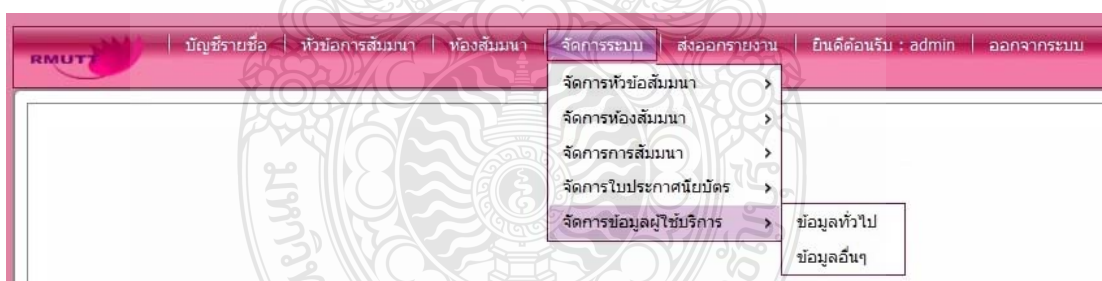 RMUTT บัญชีรายชื่อ | หัวข้อการสัมมนา | ห้องสัมมนา | จัดการระบบ | ส่งออกรายงาน | ยินดีต้อนรับ : admin | ออกจากระบบ
จัดการหัวข้อสัมมนา >
จัดการห้องสัมมนา >
จัดการการสัมมนา >
จัดการใบประกาศนียบัตร >
จัดการข้อมูลผู้ใช้บริการ > ข้อมูลทั่วไป
ข้อมูลอื่นๆ